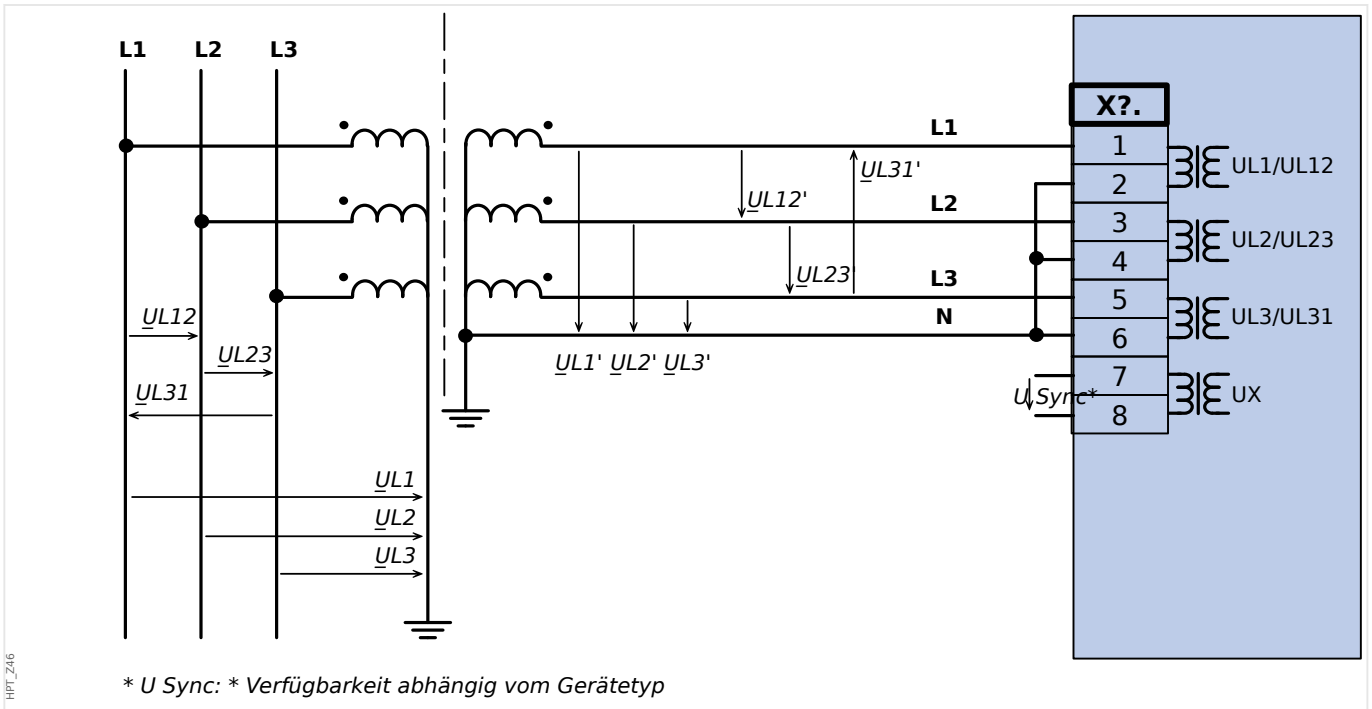 L1 L2 L3
X?.
L1
1
UL31'
UL1/UL12
2
UL12'
L2
3
UL2/UL23
4
UL23'
L3
5
UL12
N
UL3/UL31
6
UL23
UL1' UL2' UL3'
7
UL31
U Sync*
UX
8
UL1
UL2
UL3
HPT_Z46
* U Sync: * Verfügbarkeit abhängig vom Gerätetyp